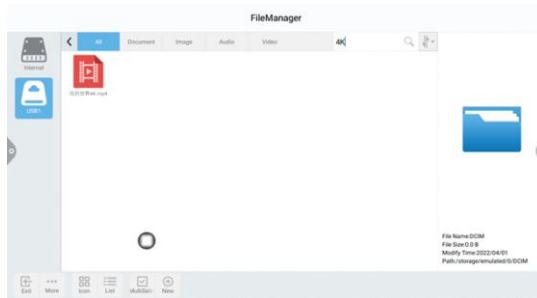 FileManager
All
Document
Image
Audio
Video
4K
Internal
USB1
File Name:DCIM
File Size:0.0 B
Modify Time:2022/04/01
Path:/storage/emulated/0/DCIM
Exit
More
Icon
List
New